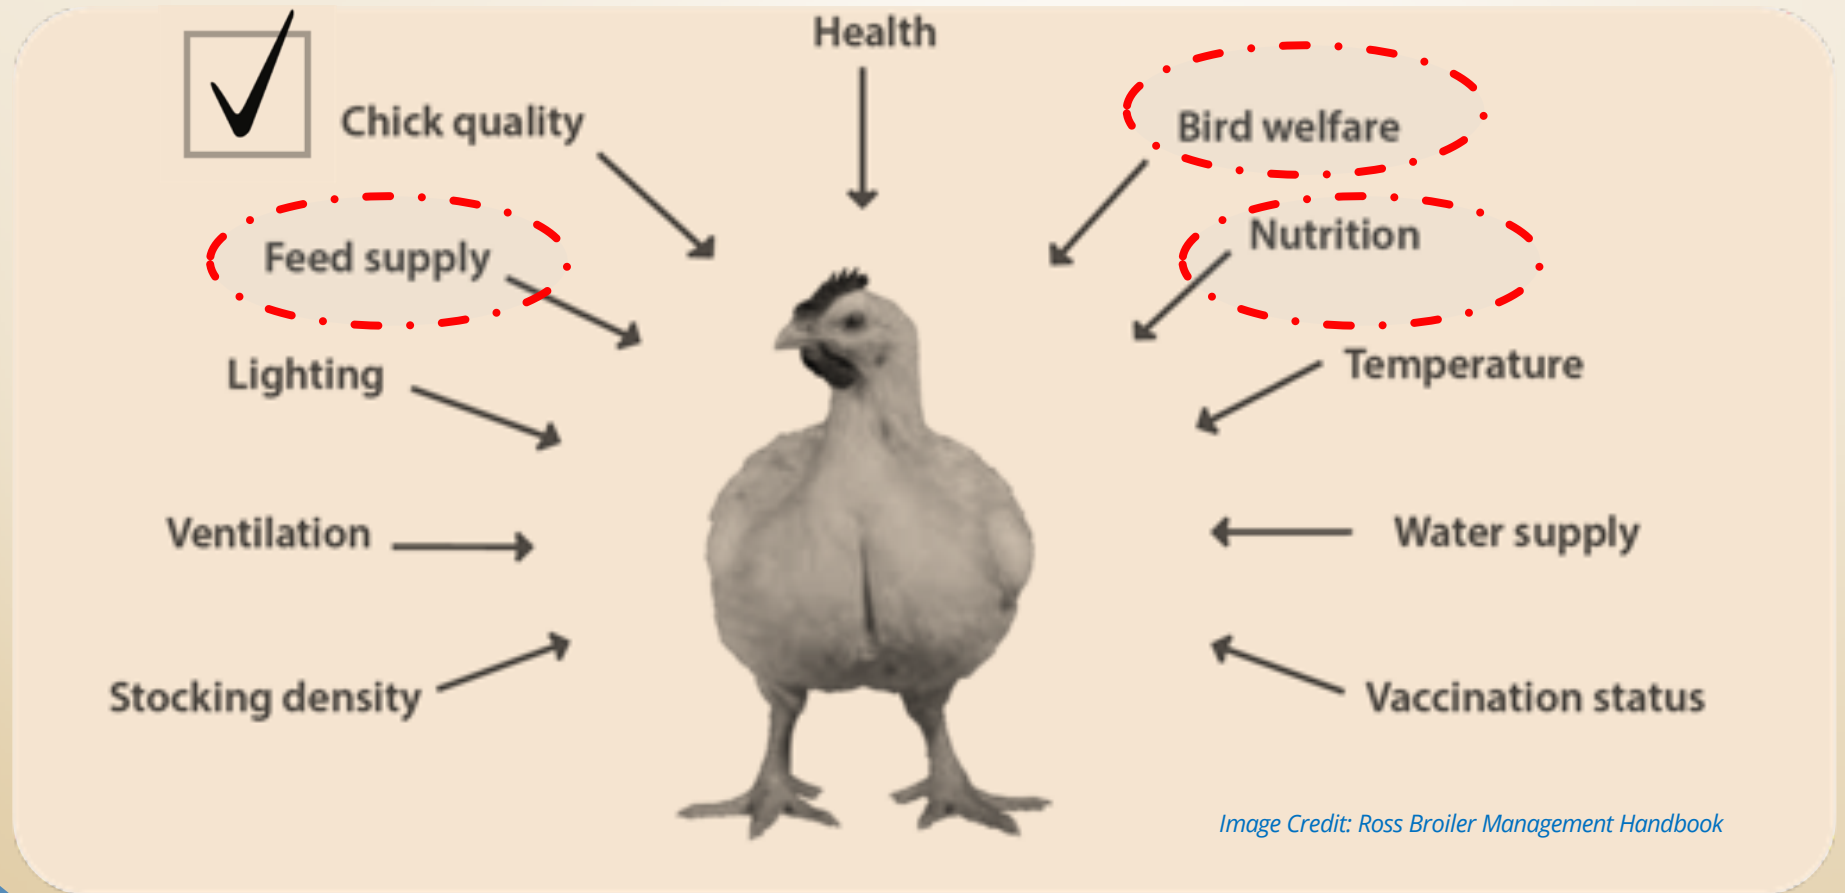 Health
Chick quality
Bird welfare
Feed supply
Nutrition
Lighting
Temperature
Ventilation
Water supply
Stocking density
Vaccination status
Image Credit: Ross Broiler Management Handbook